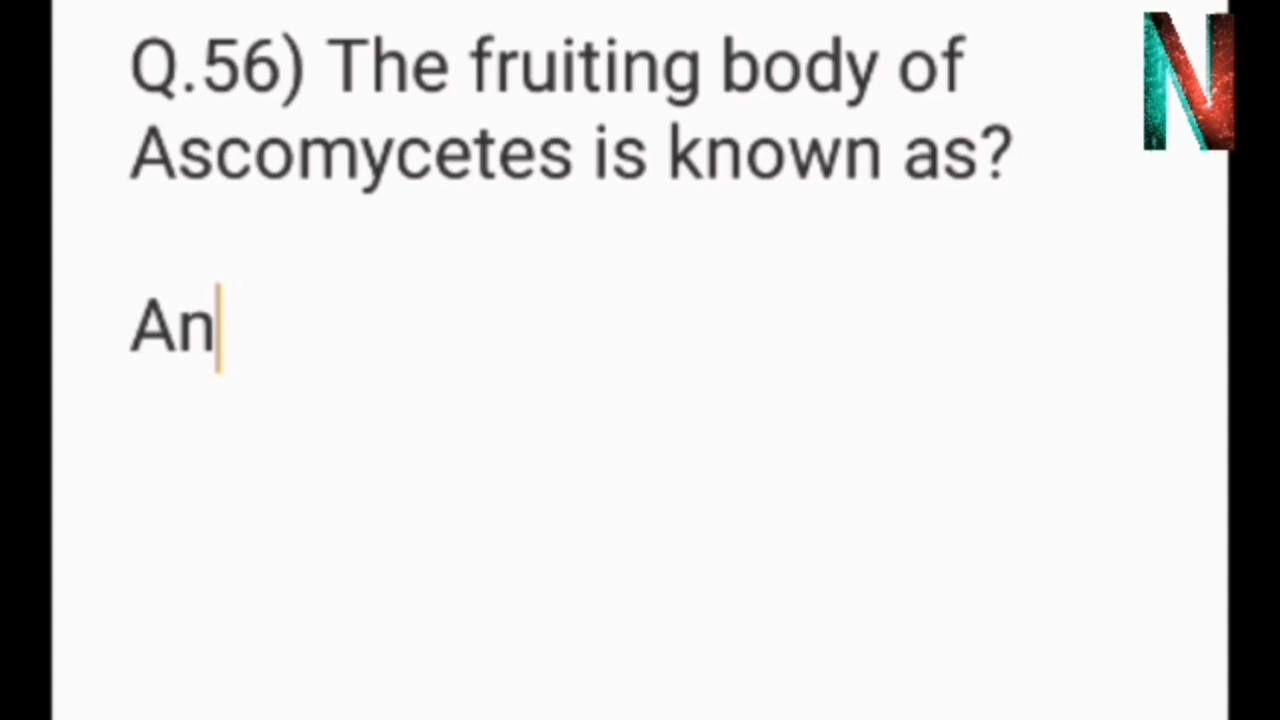 Q.56) The fruiting body of
Ascomycetes is known as?
An
N